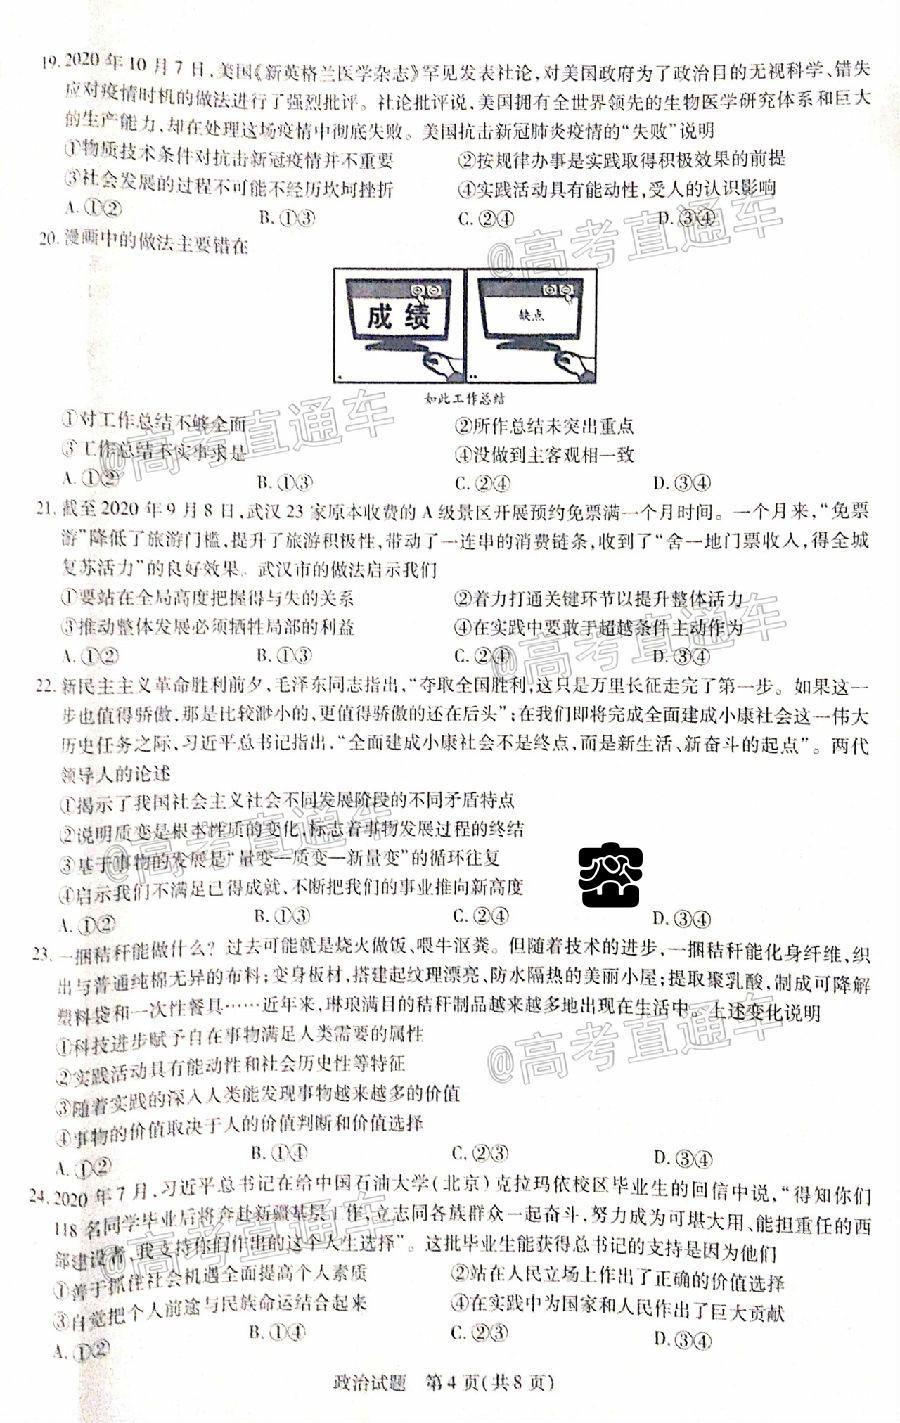 19. 2020 年 10 月 7 日,美国《新英格兰医学杂志》罕见发表社论,对美国政府为了政治目的无视科学、错失
应对疫情时机的做法进行了强烈批评。社论批评说,美国拥有全世界领先的生物医学研究体系和巨大
的生产能力,却在处理这场疫情中彻底失败。美国抗击新冠肺炎疫情的“失败”说明
①物质技术条件对抗击新冠疫情并不重要 ②按规律办事是实践取得积极效果的前提
③社会发展的过程不可能不经历坎坷挫折 ④实践活动具有能动性,受人的认识影响
A. ①② B. ①③ C. ②④ D. ③④
20. 漫画中的做法主要错在
成绩 缺点
如此工作总结
①对工作总结不够全面 ②所作总结未突出重点
③工作总结不实事求是 ④没做到主客观相一致
A. ①② B. ①③ C. ②④ D. ③④
21. 截至 2020 年 9 月 8 日,武汉 23 家原本收费的 A 级景区开展预约免票满一个月时间。一个月来,“免票
游”降低了旅游门槛,提升了旅游积极性,带动了一连串的消费链条,收到了“舍一地门票收入,得全城
复苏活力”的良好效果。武汉市的做法启示我们
①要站在全局高度把握得与失的关系 ②着力打通关键环节以提升整体活力
③推动整体发展必须牺牲局部的利益 ④在实践中要敢于超越条件主动作为
A. ①② B. ①③ C. ②④ D. ③④
22. 新民主主义革命胜利前夕,毛泽东同志指出,“夺取全国胜利,这只是万里长征走完了第一步。如果这一
步也值得骄傲,那是比较渺小的,更值得骄傲的还在后头”;在我们即将完成全面建成小康社会这一伟大
历史任务之际,习近平总书记指出,“全面建成小康社会不是终点,而是新生活、新奋斗的起点”。两代
领导人的论述
①揭示了我国社会主义社会不同发展阶段的不同矛盾特点
②说明质变是根本性质的变化,标志着事物发展过程的终结
③基于事物的发展是“量变—质变—新量变”的循环往复
④启示我们不满足已得成就,不断把我们的事业推向新高度
A. ①② B. ①③ C. ②④ D. ③④
23. 一捆秸秆能做什么?过去可能就是烧火做饭、喂牛沤粪。但随着技术的进步,一捆秸秆能化身纤维,织
出与普通纯棉无异的布料;变身板材,搭建起纹理漂亮、防水隔热的美丽小屋;提取聚乳酸,制成可降解
塑料袋和一次性餐具……近年来,琳琅满目的秸秆制品越来越多地出现在生活中。上述变化说明
①科技进步赋予自在事物满足人类需要的属性
②实践活动具有能动性和社会历史性等特征
③随着实践的深入人类能发现事物越来越多的价值
④事物的价值取决于人的价值判断和价值选择
A. ①② B. ①④ C. ②③ D. ③④
24. 2020 年 7 月,习近平总书记在给中国石油大学(北京)克拉玛依校区毕业生的回信中说,“得知你们
118 名同学毕业后将奔赴新疆基层工作,立志同各族群众一起奋斗,努力成为可堪大用、能担重任的西
部建设者,我支持你们作出的这个人生选择”。这批毕业生能获得总书记的支持是因为他们
①善于抓住社会机遇全面提高个人素质 ②站在人民立场上作出了正确的价值选择
③自觉把个人前途与民族命运结合起来 ④在实践中为国家和人民作出了巨大贡献
A. ①② B. ①④ C. ②③ D. ③④
政治试题 第 4 页(共 8 页)
@高考直通车
@高考直通车
@高考直通车
@高考直通车
@高考直通车
@高考直通车